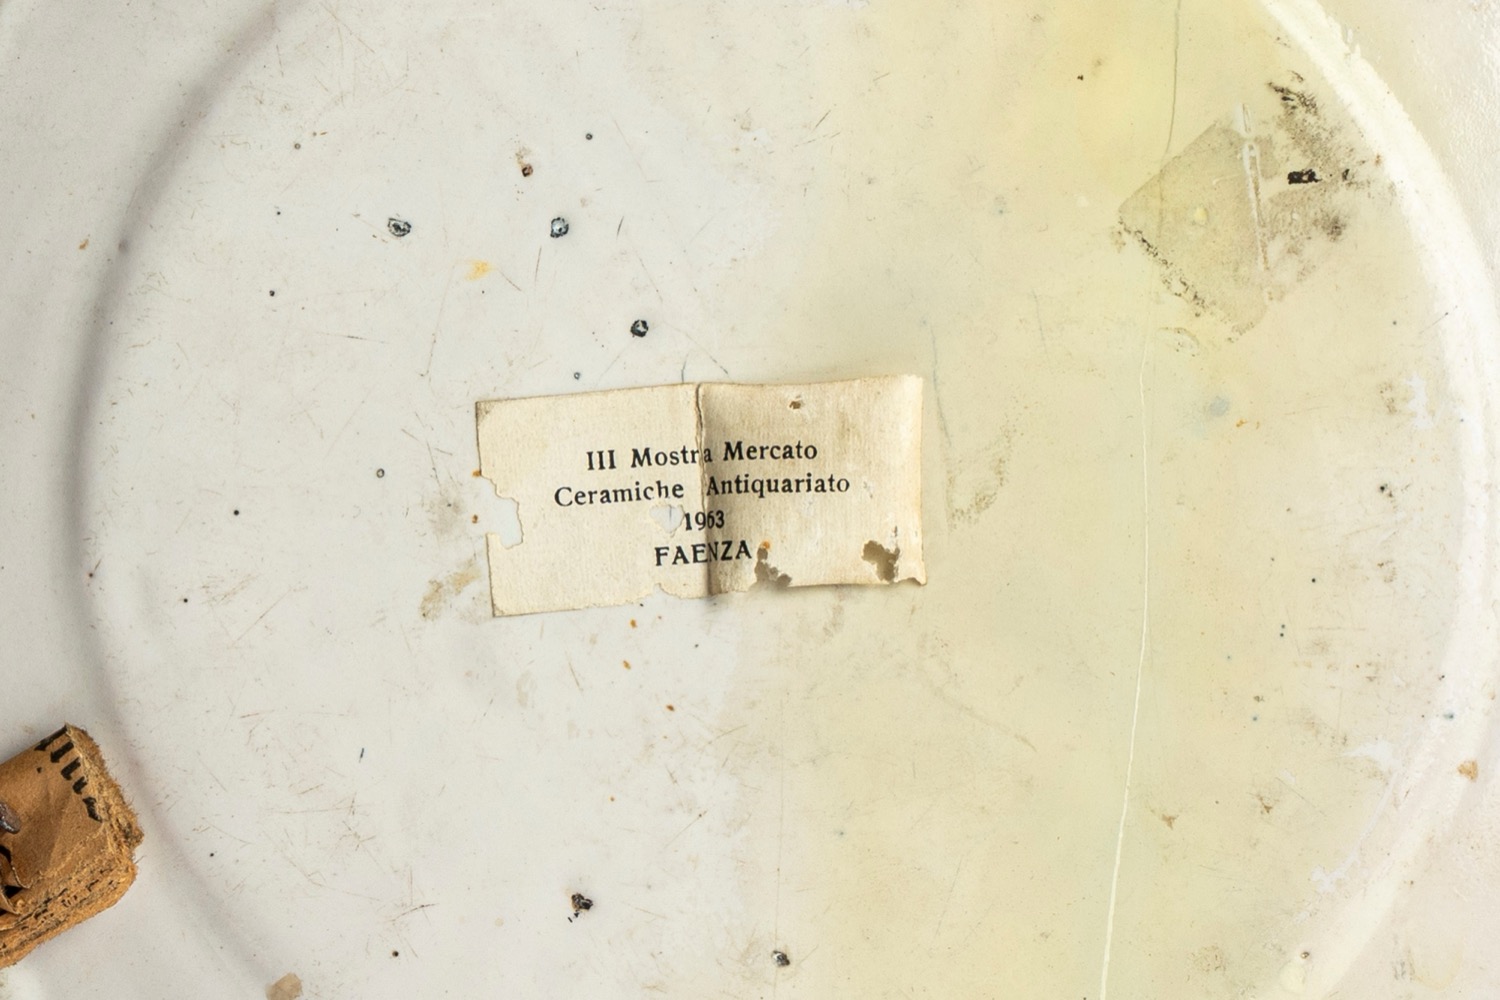 III Mostra Mercato
Ceramiche Antiquariato
1963
FAENZA